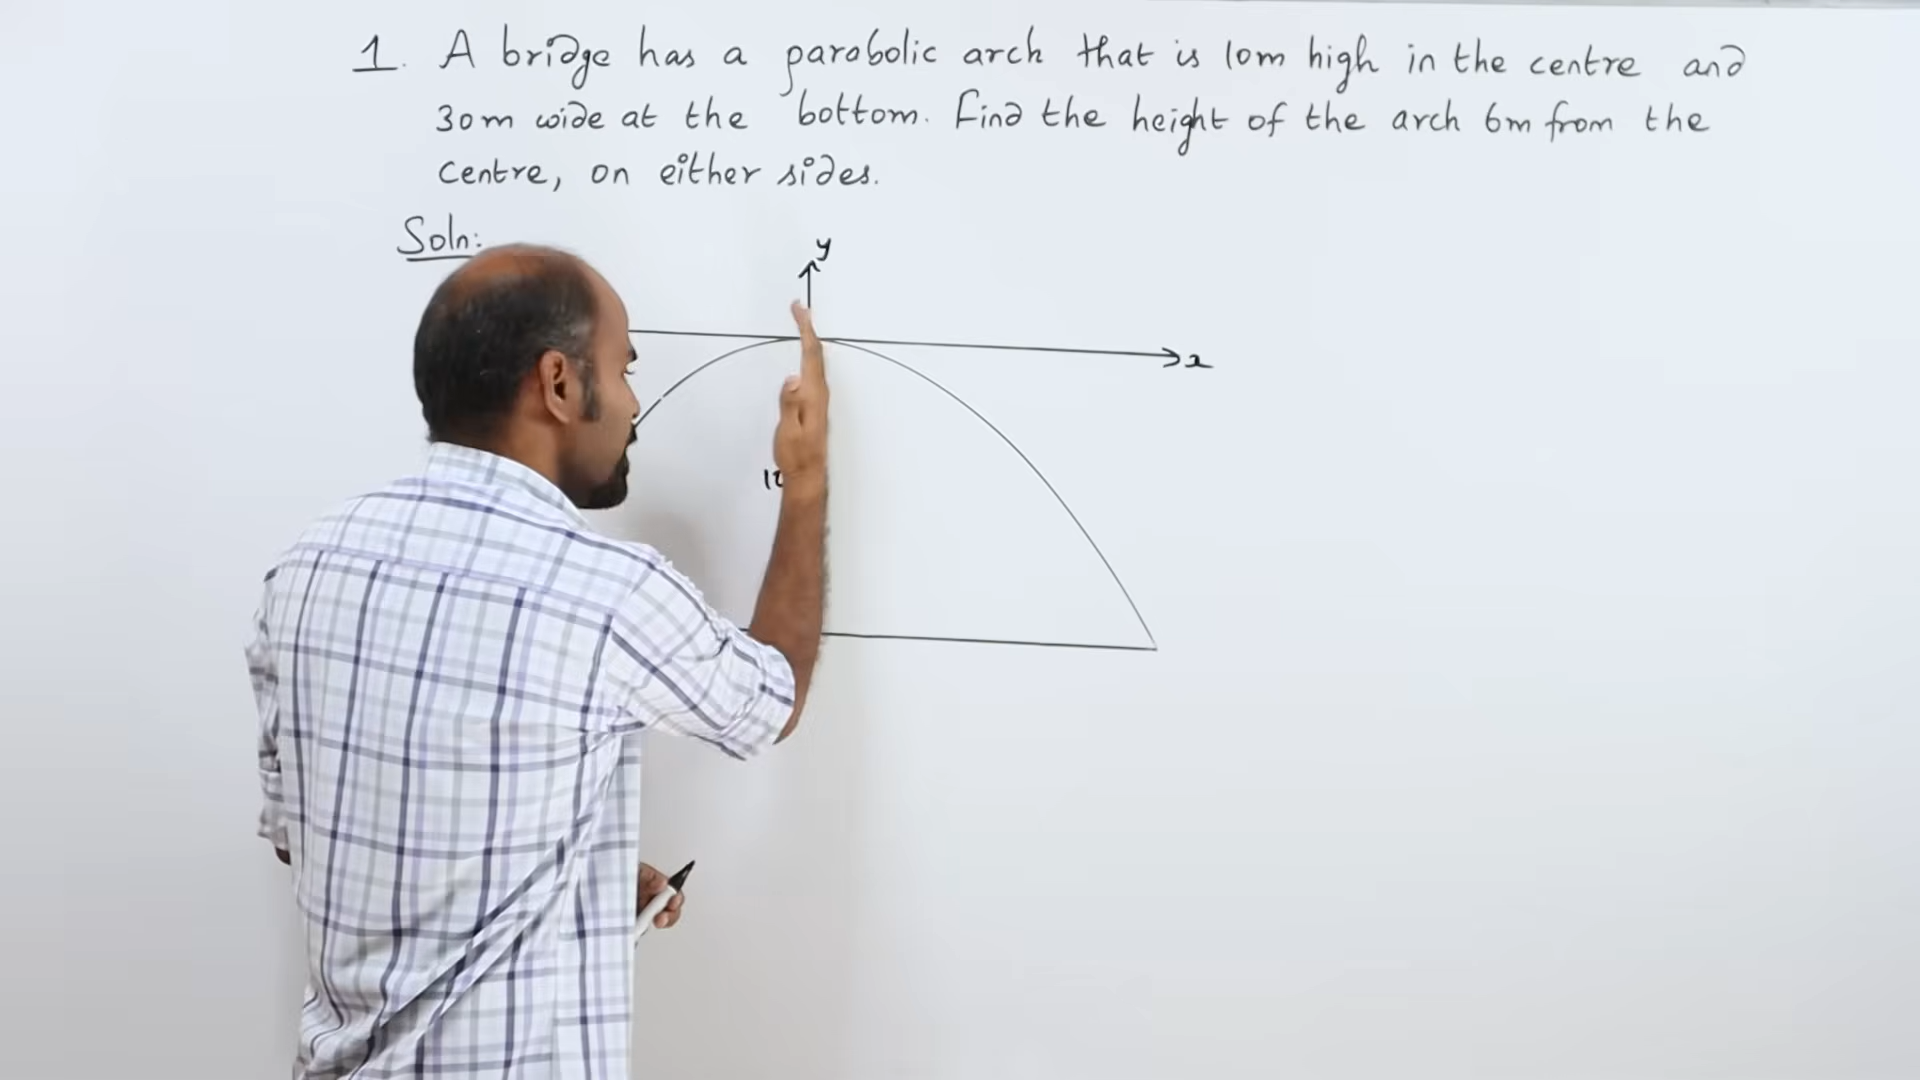 1. A bridge has a parabolic arch that is 10m high in the centre and
30m wide at the bottom. Find the height of the arch 6m from the
centre, on either sides.
Soln:
y
x